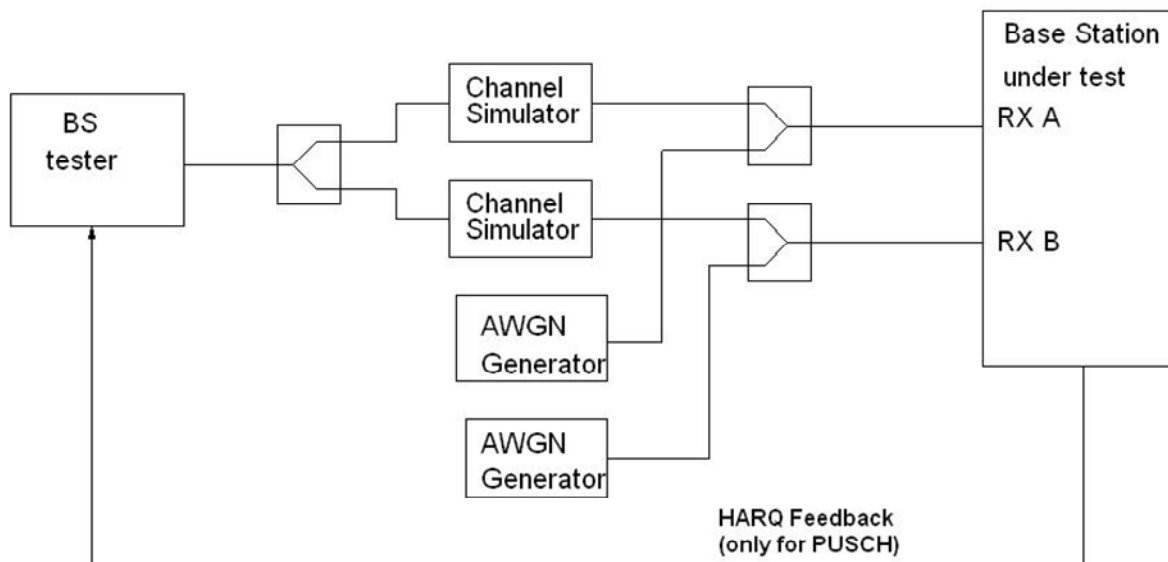 BS
tester
Channel
Simulator
Channel
Simulator
AWGN
Generator
AWGN
Generator
Base Station
under test
RX A
RX B
HARQ Feedback
(only for PUSCH)